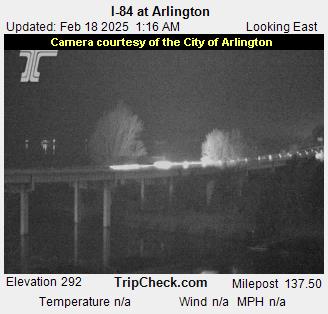 I-84 at Arlington
Updated: Feb 18 2025 1:16 AM Looking East
Camera courtesy of the City of Arlington
Elevation 292 TripCheck.com Milepost 137.50
Temperature n/a Wind n/a MPH n/a